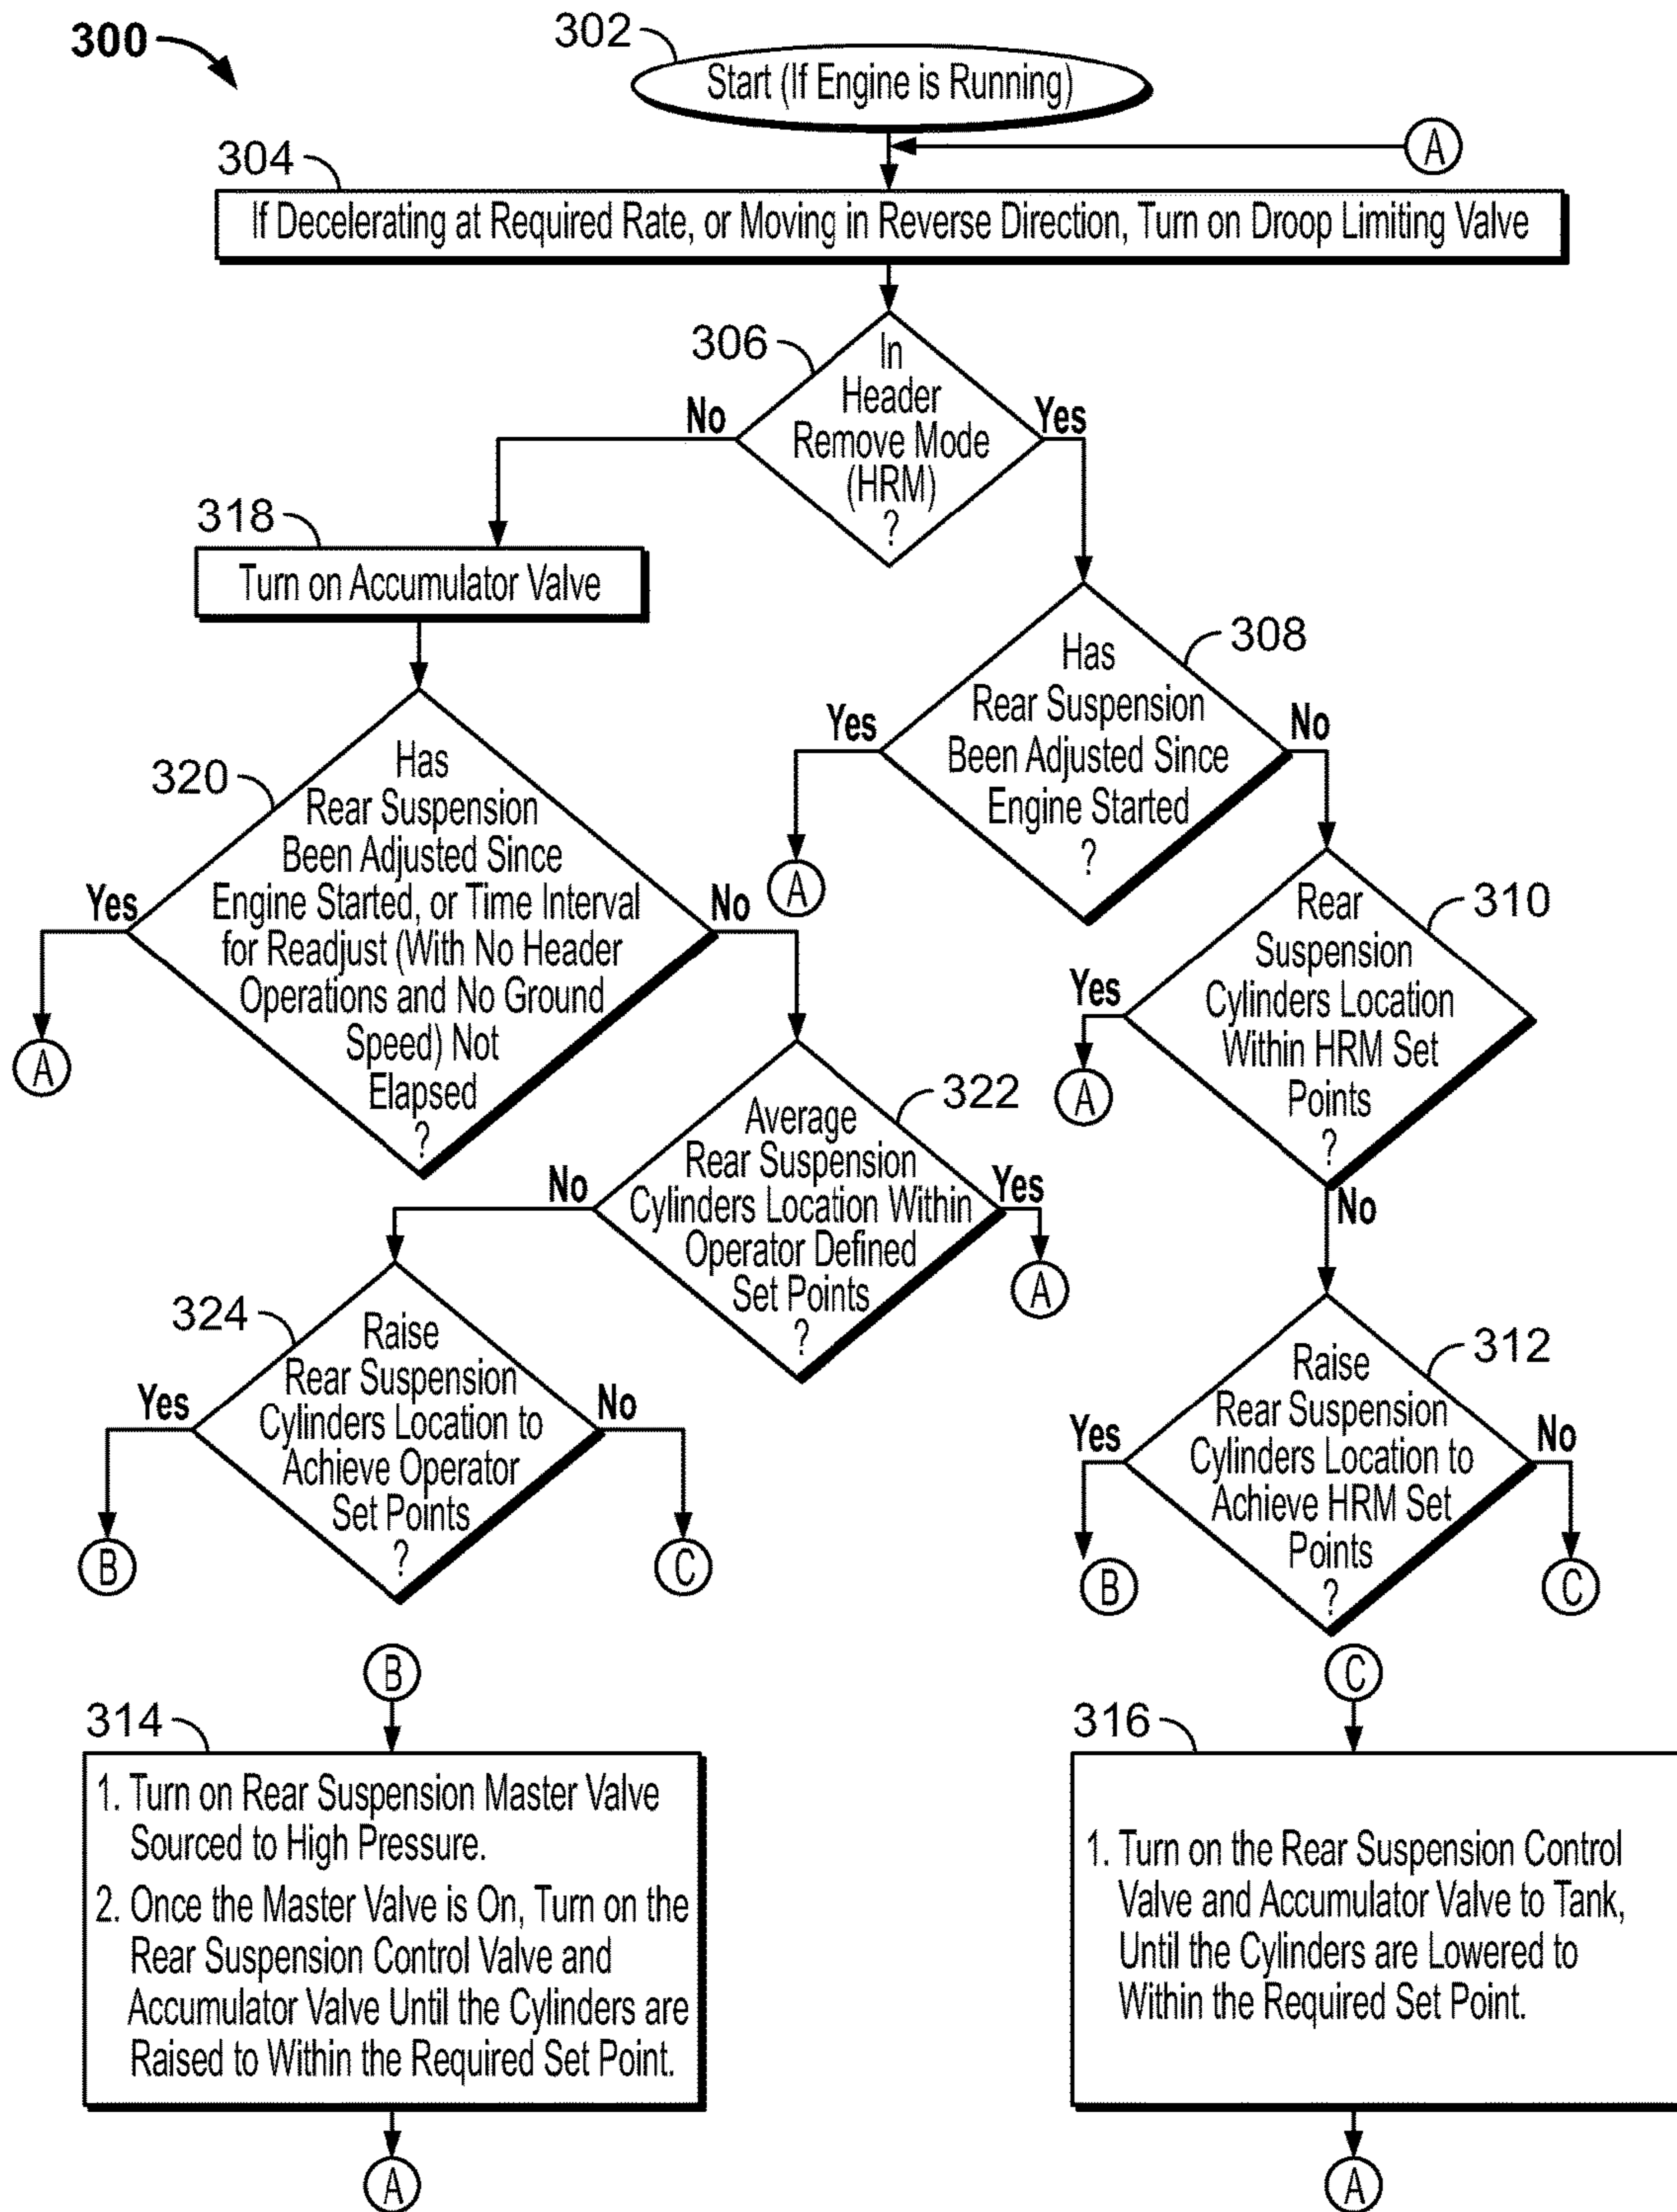 300
302
Start (If Engine is Running)
A
304
If Decelerating at Required Rate, or Moving in Reverse Direction, Turn on Droop Limiting Valve
306
In
Header
Remove Mode
(HRM)
?
No
Yes
318
Turn on Accumulator Valve
308
Has
Rear Suspension
Been Adjusted Since
Engine Started
?
Yes
No
A
320
Has
Rear Suspension
Been Adjusted Since
Engine Started, or Time Interval
for Readjust (With No Header
Operations and No Ground
Speed) Not
Elapsed
?
Yes
No
A
310
Rear
Suspension
Cylinders Location
Within HRM Set
Points
?
Yes
A
No
322
Average
Rear Suspension
Cylinders Location Within
Operator Defined
Set Points
?
No
Yes
A
324
Raise
Rear Suspension
Cylinders Location to
Achieve Operator
Set Points
?
Yes
No
B
C
312
Raise
Rear Suspension
Cylinders Location to
Achieve HRM Set
Points
?
Yes
No
B
C
B
314
1. Turn on Rear Suspension Master Valve
Sourced to High Pressure.
2. Once the Master Valve is On, Turn on the
Rear Suspension Control Valve and
Accumulator Valve Until the Cylinders are
Raised to Within the Required Set Point.
A
C
316
1. Turn on the Rear Suspension Control
Valve and Accumulator Valve to Tank,
Until the Cylinders are Lowered to
Within the Required Set Point.
A